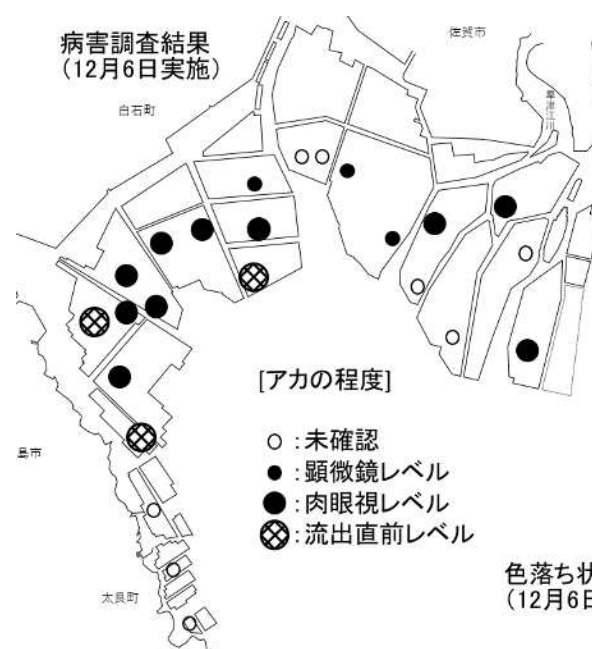 病害調査結果
(12月6日実施)
佐賀市
白石町
早津江川
[アカの程度]
○:未確認
●:顕微鏡レベル
●:肉眼視レベル
:流出直前レベル
島市
太良町
色落ち状
(12月6日